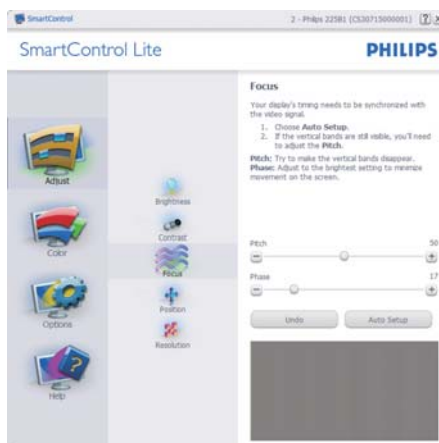 SmartControl
2 - Philips 225B1 (CS30715000001)
? X
SmartControl Lite
PHILIPS
Focus
Your display's timing needs to be synchronized with
the video signal.
1. Choose Auto Setup.
2. If the vertical bands are still visible, you'll need
to adjust the Pitch.
Pitch: Try to make the vertical bands disappear.
Phase: Adjust to the brightest setting to minimize
movement on the screen.
Adjust
Color
Options
Help
Brightness
Contrast
Focus
Position
Resolution
Pitch
50
Phase
17
Undo
Auto Setup